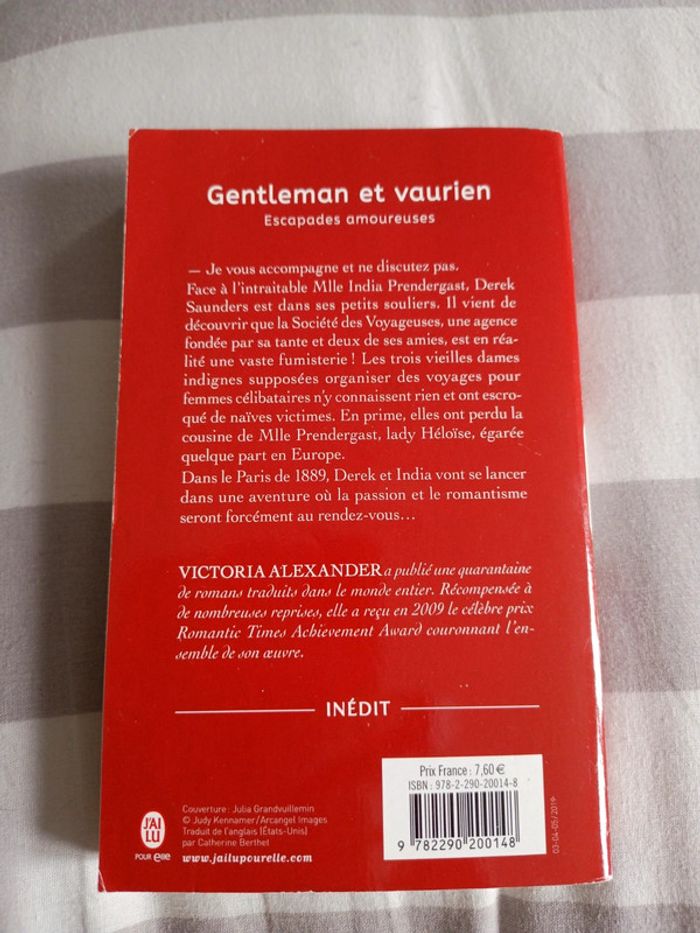 Gentleman et vaurien
Escapades amoureuses
— Je vous accompagne et ne discutez pas.
Face à l'intraitable Mlle India Prendergast, Derek
Saunders est dans ses petits souliers. Il vient de
découvrir que la Société des Voyageuses, une agence
fondée par sa tante et deux de ses amies, est en réa-
lité une vaste fumisterie ! Les trois vieilles dames
indignes supposées organiser des voyages pour
femmes célibataires n'y connaissent rien et ont escro-
qué de naïves victimes. En prime, elles ont perdu la
cousine de Mlle Prendergast, lady Héloïse, égarée
quelque part en Europe.
Dans le Paris de 1889, Derek et India vont se lancer
dans une aventure où la passion et le romantisme
seront forcément au rendez-vous...
VICTORIA ALEXANDER a publié une quarantaine
de romans traduits dans le monde entier. Récompensée à
de nombreuses reprises, elle a reçu en 2009 le célèbre prix
Romantic Times Achievement Award couronnant l'en-
semble de son œuvre.
INÉDIT
Prix France : 7,60 €
ISBN : 978-2-290-20014-8
9 782290 200148
03-04-05/2019
Couverture : Julia Grandvuillemin
© Judy Kennamer/Arcangel Images
Traduit de l'anglais (États-Unis)
par Catherine Berthet
www.jailupourelle.com
J'AI
LU
POUR elle